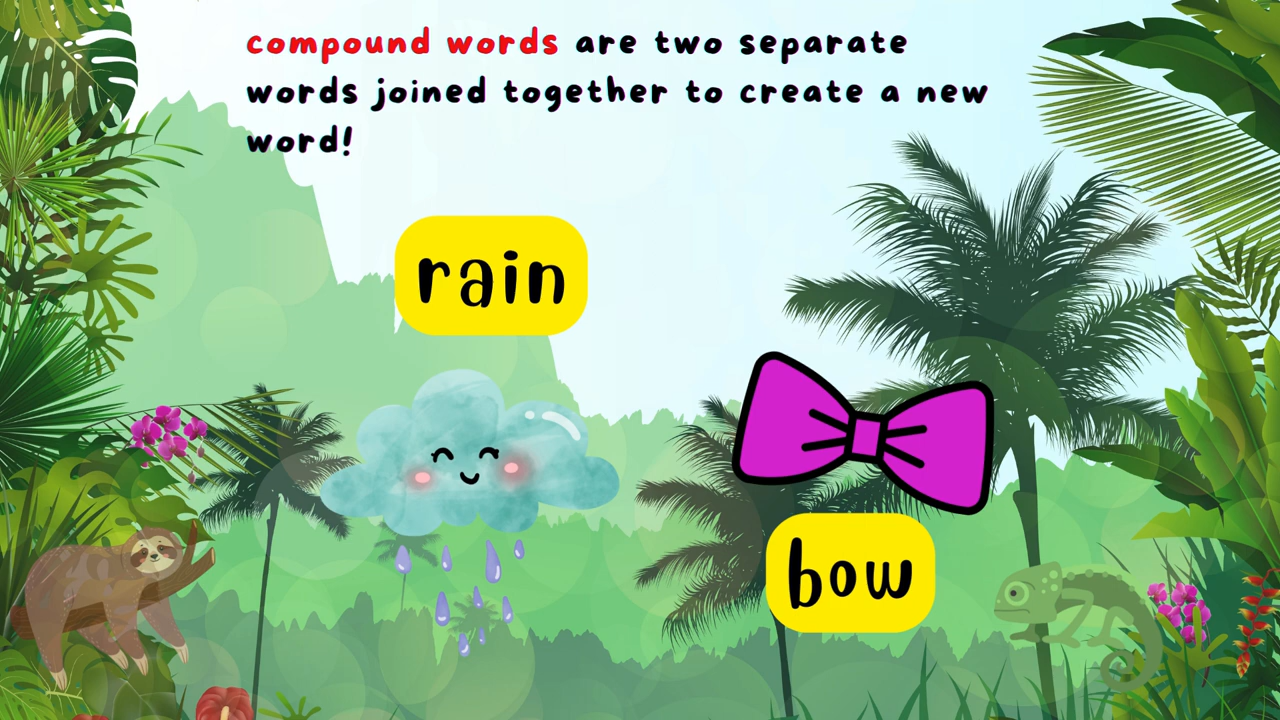 compound words are two separate
words joined together to create a new
word!
rain
bow